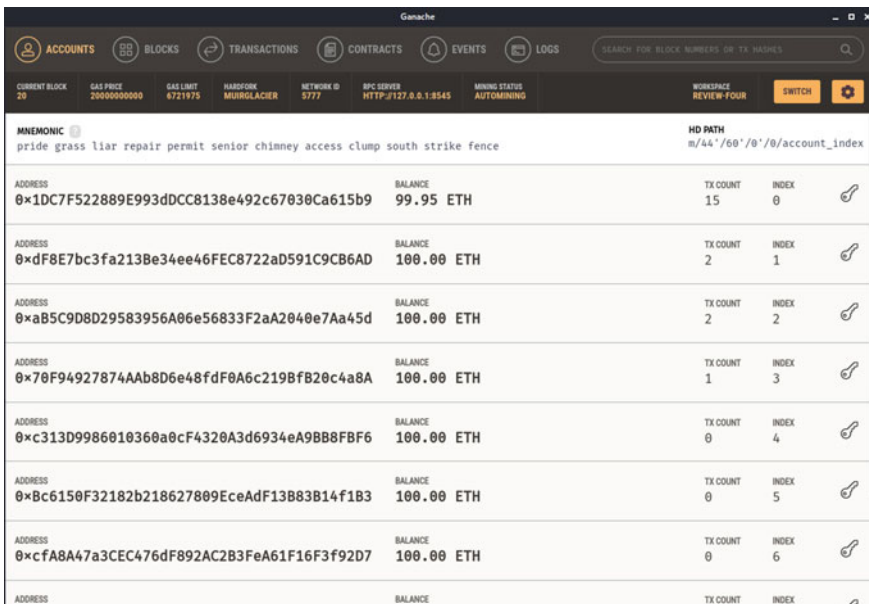 Ganache
ACCOUNTS BLOCKS TRANSACTIONS CONTRACTS EVENTS LOGS SEARCH FOR BLOCK NUMBERS OR TX HASHES
CURRENT BLOCK GAS PRICE GAS LIMIT HARDFORK NETWORK ID RPC SERVER MINING STATUS WORKSPACE SWITCH
20 20000000000 6721975 MUIRGLACIER 5777 HTTP://127.0.0.1:8545 AUTOMINING REVIEW-FOUR
MNEMONIC ? HD PATH
pride grass liar repair permit senior chimney access clump south strike fence m/44'/60'/0'/0/account_index
ADDRESS BALANCE TX COUNT INDEX
0×1DC7F522889E993dDCC8138e492c67030Ca615b9 99.95 ETH 15 0
ADDRESS BALANCE TX COUNT INDEX
0×dF8E7bc3fa213Be34ee46FEC8722aD591C9CB6AD 100.00 ETH 2 1
ADDRESS BALANCE TX COUNT INDEX
0×aB5C9D8D29583956A06e56833F2aA2040e7Aa45d 100.00 ETH 2 2
ADDRESS BALANCE TX COUNT INDEX
0×70F94927874AAb8D6e48fdF0A6c219BfB20c4a8A 100.00 ETH 1 3
ADDRESS BALANCE TX COUNT INDEX
0×c313D9986010360a0cF4320A3d6934eA9BB8FBF6 100.00 ETH 0 4
ADDRESS BALANCE TX COUNT INDEX
0×Bc6150F32182b218627809EceAdF13B83B14f1B3 100.00 ETH 0 5
ADDRESS BALANCE TX COUNT INDEX
0×cfA8A47a3CEC476dF892AC2B3FeA61F16F3f92D7 100.00 ETH 0 6
ADDRESS BALANCE TX COUNT INDEX